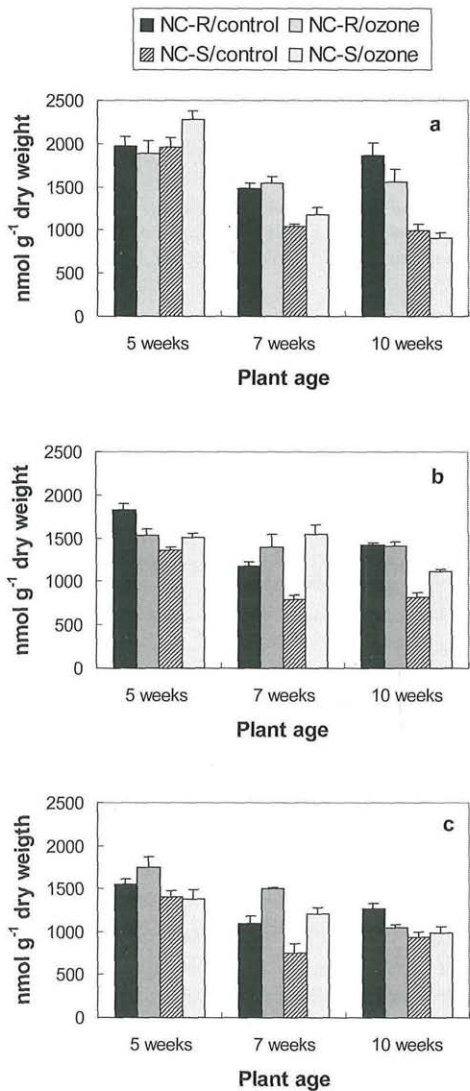 NC-R/control NC-R/ozone
NC-S/control NC-S/ozone
2500
2000
1500
1000
500
0
nmol g⁻¹ dry weight
a
5 weeks 7 weeks 10 weeks
Plant age
2500
2000
1500
1000
500
0
nmol g⁻¹ dry weight
b
5 weeks 7 weeks 10 weeks
Plant age
2500
2000
1500
1000
500
0
nmol g⁻¹ dry weigth
c
5 weeks 7 weeks 10 weeks
Plant age